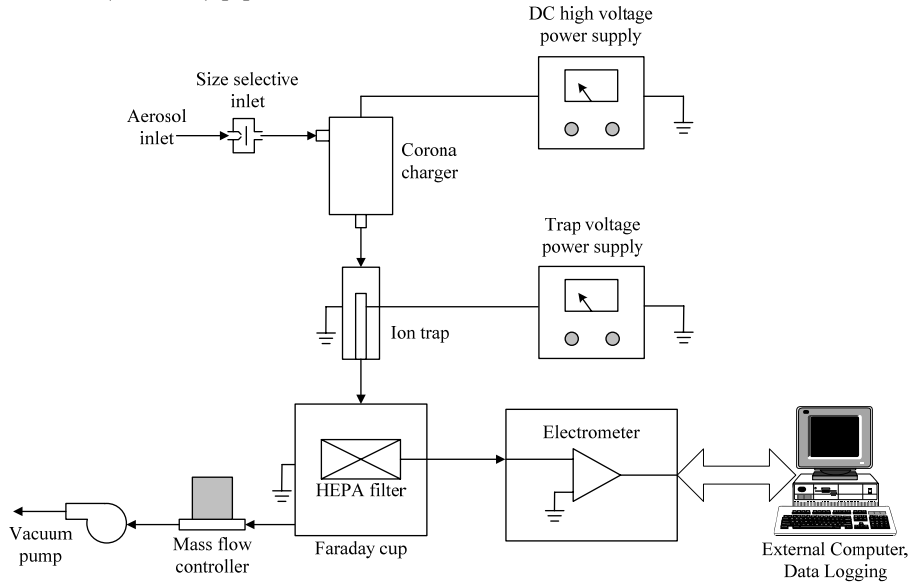 DC high voltage
power supply
Size selective
inlet
Aerosol
inlet
Corona
charger
Trap voltage
power supply
Ion trap
Electrometer
HEPA filter
Vacuum
pump
Mass flow
controller
Faraday cup
External Computer,
Data Logging